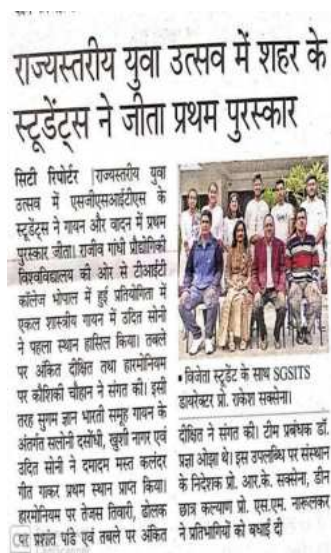 राज्यस्तरीय युवा उत्सव में शहर के
स्टूडेंट्स ने जीता प्रथम पुरस्कार
सिटी रिपोर्टर |राज्यस्तरीय युवा
उत्सव में एसजीएसआईटीएस के
स्टूडेंट्स ने गायन और वादन में प्रथम
पुरस्कार जीता। राजीव गांधी प्रौद्योगिकी
विश्वविद्यालय की ओर से टीआईटी
कॉलेज भोपाल में हुई प्रतियोगिता में
एकल शास्त्रीय गायन में उदित सोनी
ने पहला स्थान हासिल किया। तबले
पर अंकित दीक्षित तथा हारमोनियम
पर कौशिकी चौहान ने संगत की। इसी
तरह सुगम ज्ञान भारती समूह गायन के
अंतर्गत सलोनी दसोंधी, खुशी नागर एवं
उदित सोनी ने दमादम मस्त कलंदर
गीत गाकर प्रथम स्थान प्राप्त किया।
हारमोनियम पर तेजम तिवारी, ढोलक
पर प्रशांत पंडि एवं तबले पर अंकित
• विजेता स्टूडेंट के साथ SGSITS
डायरेक्टर प्रो. राकेश सक्सेना।
दीक्षित ने संगत की। टीम प्रबंधक डॉ.
प्रज्ञा ओझा थे। इस उपलब्धि पर संस्थान
के निदेशक प्रो. आर.के. सक्सेना, डीन
छात्र कल्याण प्रो. एस.एम. नारूलकर
ने प्रतिभागियों को बधाई दी